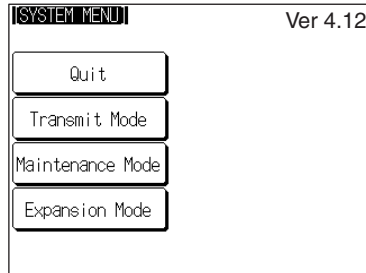 [SYSTEM MENU]
Ver 4.12
Quit
Transmit Mode
Maintenance Mode
Expansion Mode